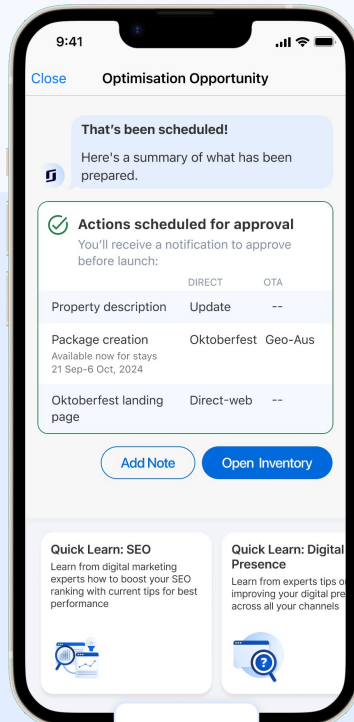 9:41
Close Optimisation Opportunity
That's been scheduled!
Here's a summary of what has been
prepared.
Actions scheduled for approval
You'll receive a notification to approve
before launch:
DIRECT OTA
Property description Update --
Package creation Oktoberfest Geo-Aus
Available now for stays
21 Sep-6 Oct, 2024
Oktoberfest landing Direct-web --
page
Add Note Open Inventory
Quick Learn: SEO
Learn from digital marketing
experts how to boost your SEO
ranking with current tips for best
performance
Quick Learn: Digital
Presence
Learn from experts tips
improving your digital
across all your channels